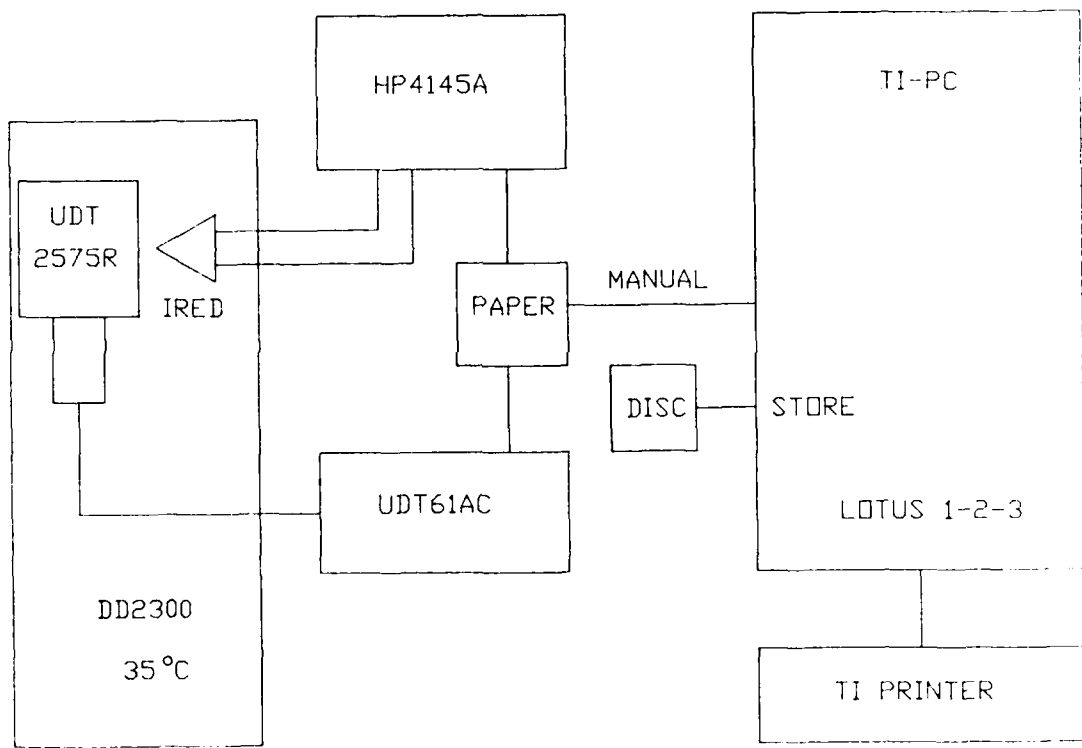 HP4145A
TI-PC
UDT
2575R
IRED
MANUAL
PAPER
DISC
STORE
UDT61AC
LOTUS 1-2-3
DD2300
35°C
TI PRINTER